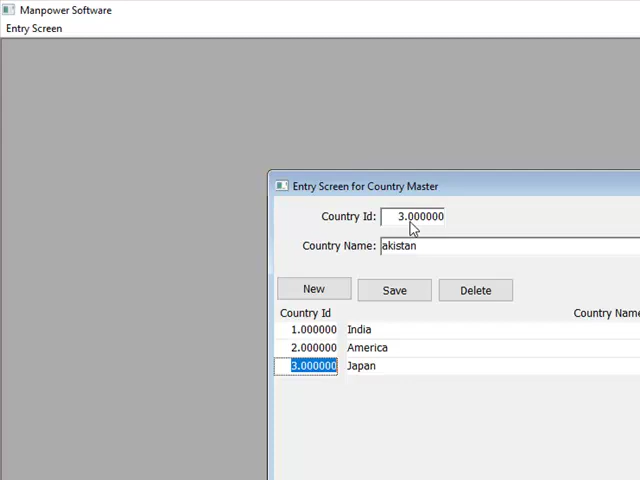 Manpower Software
Entry Screen
Entry Screen for Country Master
Country Id: 3.000000
Country Name: akistan
New Save Delete
Country Id Country Name
1.000000 India
2.000000 America
3.000000 Japan